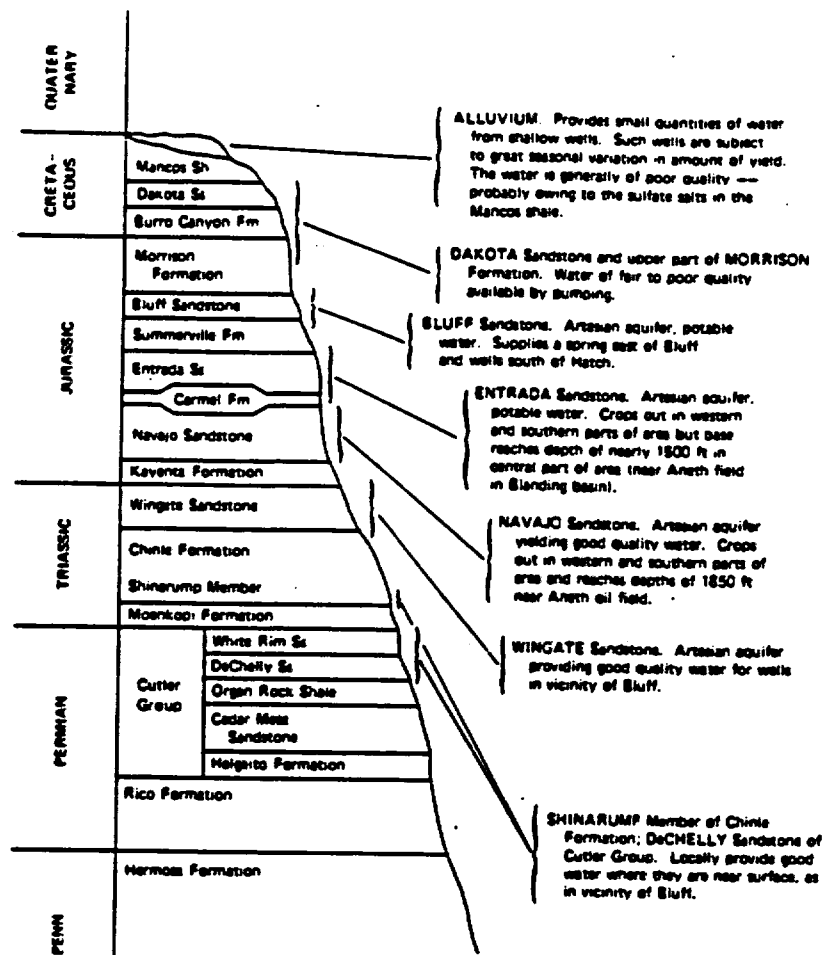 QUATER
NARY
CRETA-
CEOUS
JURASSIC
TRIASSIC
PERMIAN
PENN
Mancos Sh
Dakota Ss
Burro Canyon Fm
Morrison
Formation
Bluff Sandstone
Summerville Fm
Entrada Ss
Carmel Fm
Navajo Sandstone
Kayenta Formation
Wingate Sandstone
Chinle Formation
Shinarump Member
Moenkopi Formation
Cutler
Group
White Rim Ss
DeChelly Ss
Organ Rock Shale
Cedar Mesa
Sandstone
Halgaito Formation
Rico Formation
Hermosa Formation
ALLUVIUM. Provides small quantities of water
from shallow wells. Such wells are subject
to great seasonal variation in amount of yield.
The water is generally of poor quality —
probably owing to the sulfate salts in the
Mancos shale.
DAKOTA Sandstone and upper part of MORRISON
Formation. Water of fair to poor quality
available by pumping.
BLUFF Sandstone. Artesian aquifer, potable
water. Supplies a spring east of Bluff
and wells south of Hatch.
ENTRADA Sandstone. Artesian aquifer,
potable water. Crops out in western
and southern parts of area but base
reaches depth of nearly 1500 ft in
central part of area (near Aneth field
in Blanding basin).
NAVAJO Sandstone. Artesian aquifer
yielding good quality water. Crops
out in western and southern parts of
area and reaches depths of 1850 ft
near Aneth oil field.
WINGATE Sandstone. Artesian aquifer
providing good quality water for wells
in vicinity of Bluff.
SHINARUMP Member of Chinle
Formation; DeCHELLY Sandstone of
Cutler Group. Locally provide good
water where they are near surface, as
in vicinity of Bluff.